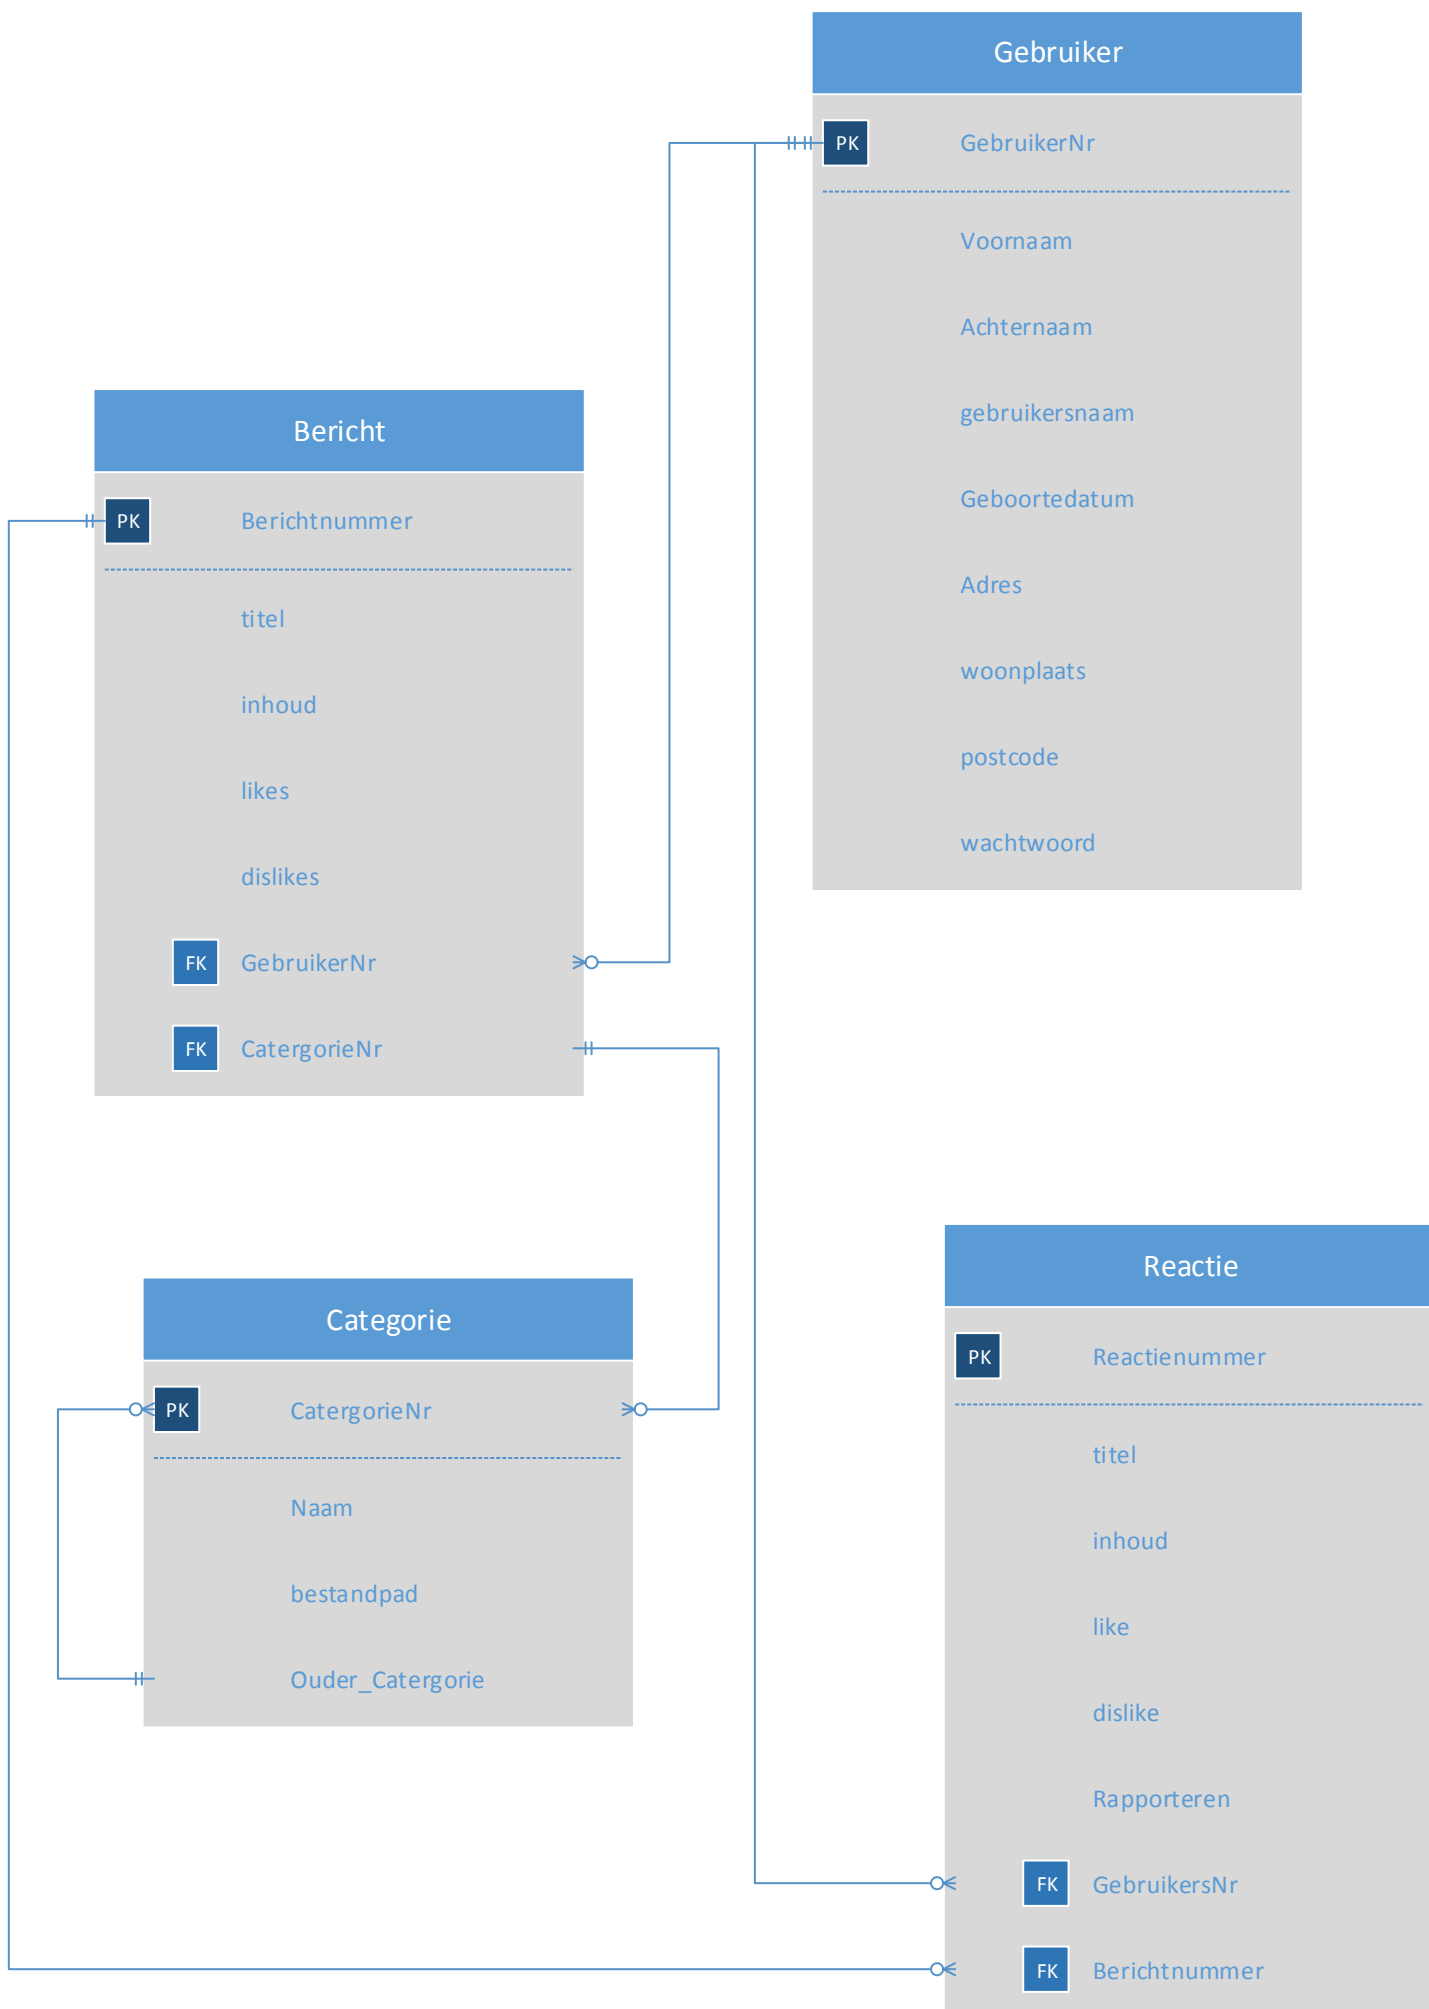 Gebruiker
PK GebruikerNr
Voornaam
Achternaam
gebruikersnaam
Geboortedatum
Adres
woonplaats
postcode
wachtwoord
Bericht
PK Berichtnummer
titel
inhoud
likes
dislikes
FK GebruikerNr
FK CatergorieNr
Categorie
PK CatergorieNr
Naam
bestandpad
Ouder_Catergorie
Reactie
PK Reactienummer
titel
inhoud
like
dislike
Rapporteren
FK GebruikersNr
FK Berichtnummer